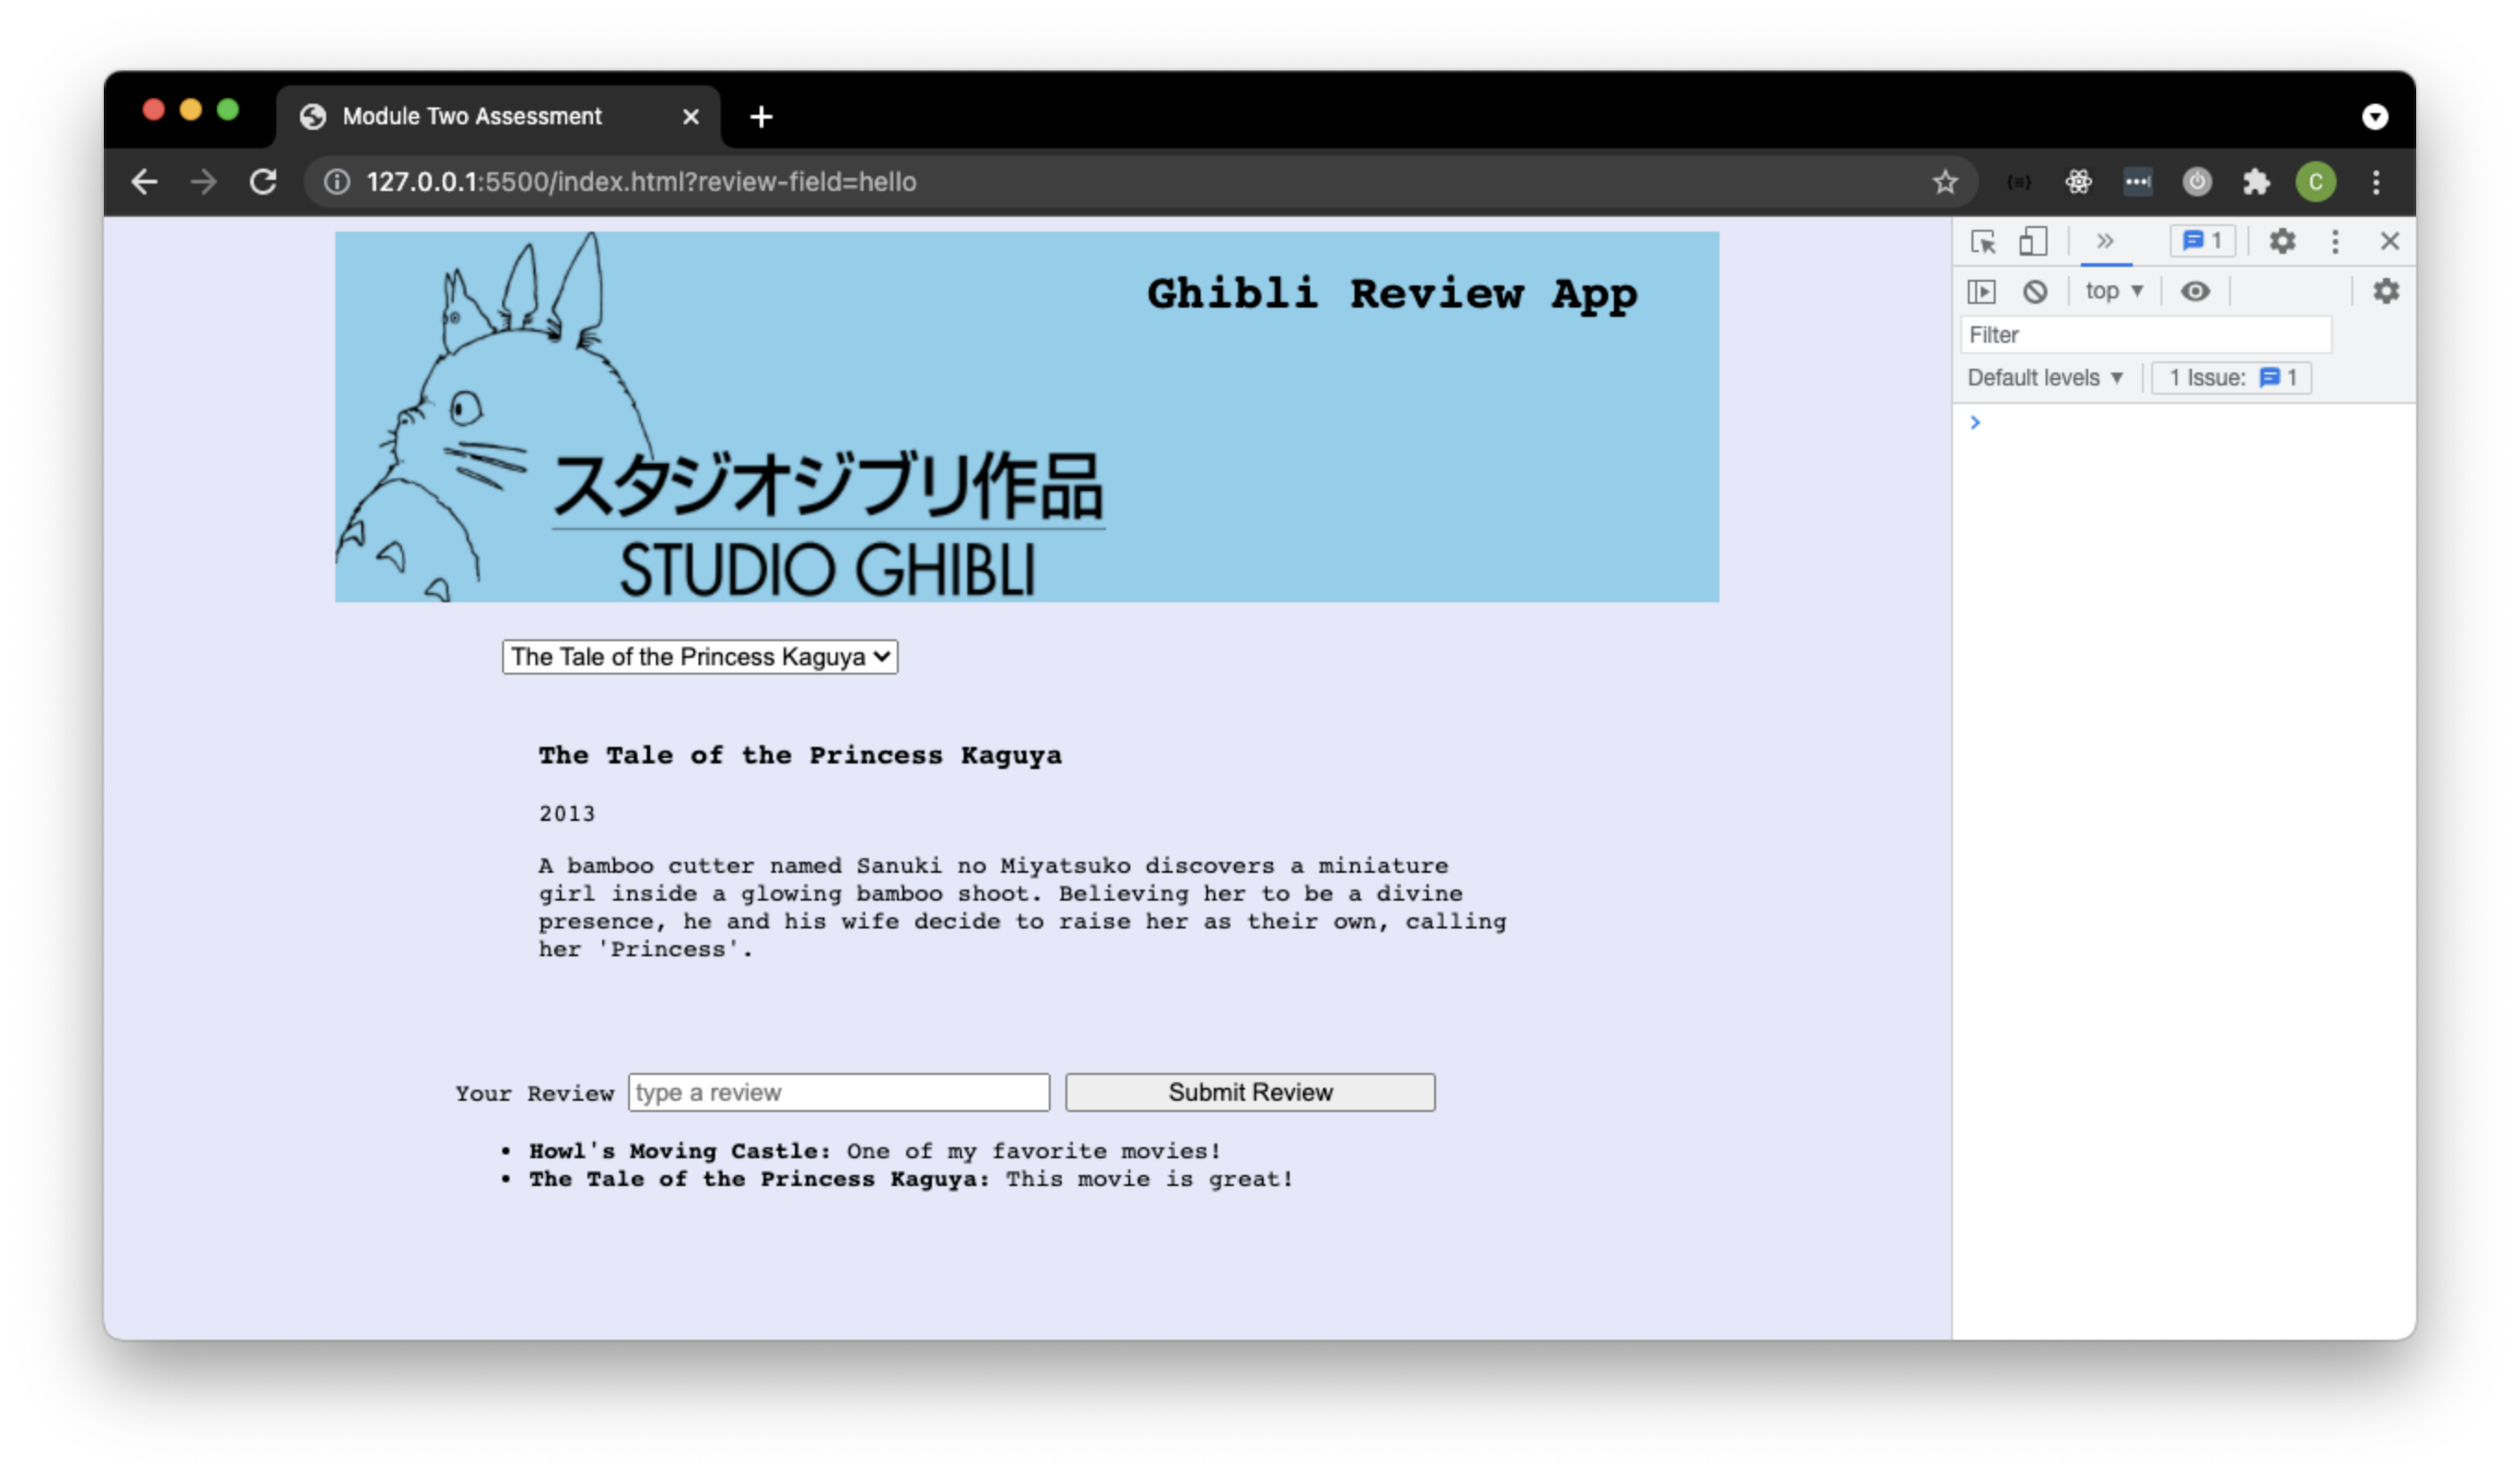 Module Two Assessment
127.0.0.1:5500/index.html?review-field=hello
C
1
top
Filter
Default levels
1 Issue: 1
Ghibli Review App
スタジオジブリ作品
STUDIO GHIBLI
The Tale of the Princess Kaguya
The Tale of the Princess Kaguya
2013
A bamboo cutter named Sanuki no Miyatsuko discovers a miniature
girl inside a glowing bamboo shoot. Believing her to be a divine
presence, he and his wife decide to raise her as their own, calling
her 'Princess'.
Your Review type a review Submit Review
• Howl's Moving Castle: One of my favorite movies!
• The Tale of the Princess Kaguya: This movie is great!